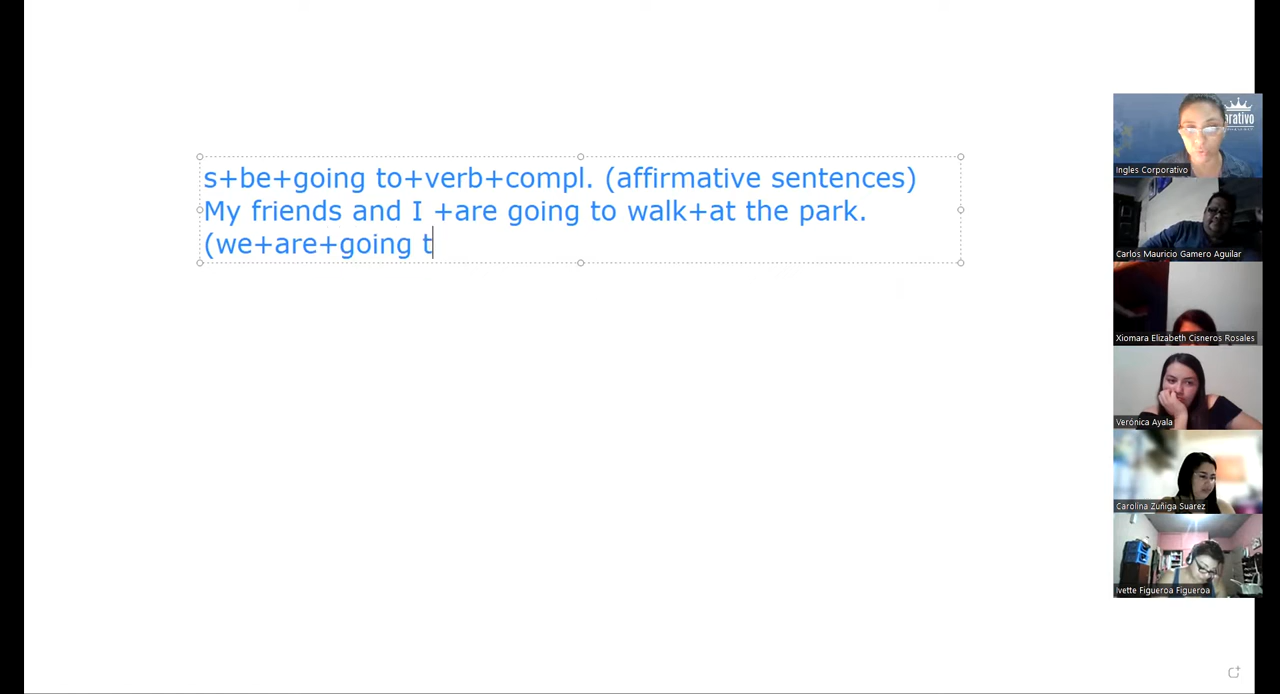 s+be+going to+verb+compl. (affirmative sentences)
My friends and I +are going to walk+at the park.
(we+are+going t
orativo
Ingles Corporativo
Carlos Mauricio Gamero Aguilar
Xiomara Elizabeth Cisneros Rosales
Verónica Ayala
Carolina Zuñiga Suarez
Ivette Figueroa Figueroa